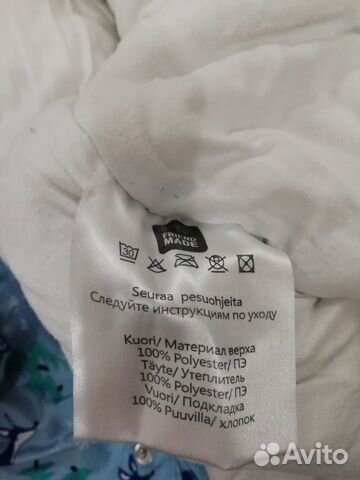 FRIEND
MADE
30
Seuraa pesuohjeita
Следуйте инструкциям по уходу
Kuori/ Материал верха
100% Polyester/ПЭ
Täyte/ Утеплитель
100% Polyester/ПЭ
Vuori/ Подкладка
100% Puuvilla/ хлопок
Avito